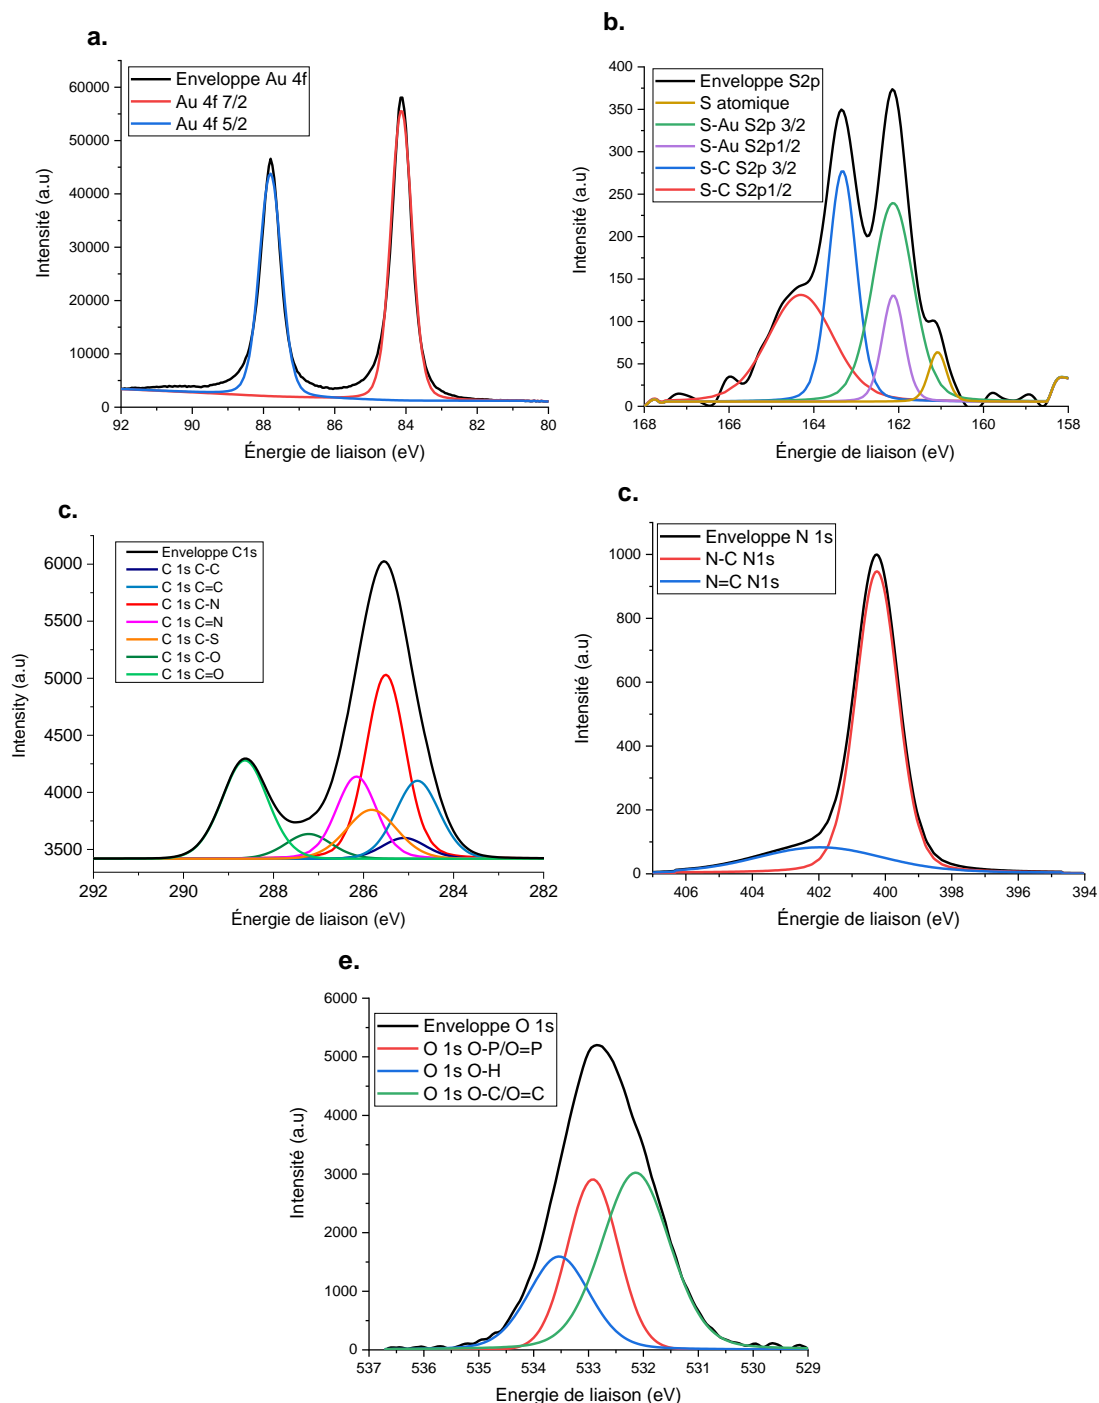 a.
Enveloppe Au 4f
Au 4f 7/2
Au 4f 5/2
60000
50000
40000
30000
20000
10000
0
92 90 88 86 84 82 80
Intensité (a.u)
Énergie de liaison (eV)
b.
Enveloppe S2p
S atomique
S-Au S2p 3/2
S-Au S2p1/2
S-C S2p 3/2
S-C S2p1/2
400
350
300
250
200
150
100
50
0
168 166 164 162 160 158
Intensité (a.u)
Énergie de liaison (eV)
c.
Enveloppe C1s
C 1s C-C
C 1s C=C
C 1s C-N
C 1s C=N
C 1s C-S
C 1s C-O
C 1s C=O
6000
5500
5000
4500
4000
3500
292 290 288 286 284 282
Intensity (a.u)
Énergie de liaison (eV)
c.
Enveloppe N 1s
N-C N1s
N=C N1s
1000
800
600
400
200
0
406 404 402 400 398 396 394
Intensité (a.u)
Énergie de liaison (eV)
e.
Enveloppe O 1s
O 1s O-P/O=P
O 1s O-H
O 1s O-C/O=C
6000
5000
4000
3000
2000
1000
0
537 536 535 534 533 532 531 530 529
Intensité (a.u)
Energie de liaison (eV)